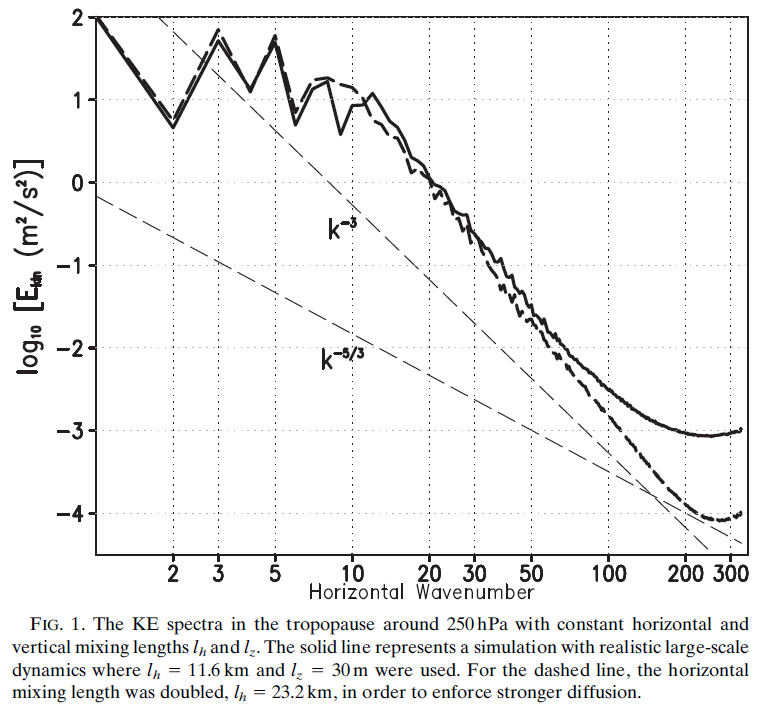 2
1
0
−1
−2
−3
−4
log₁₀ [Eₖᵢₙ (m²/s²)]
k⁻³
k⁻⁵/³
2 3 5 10 20 30 50 100 200 300
Horizontal Wavenumber
FIG. 1. The KE spectra in the tropopause around 250 hPa with constant horizontal and
vertical mixing lengths lₕ and l_z. The solid line represents a simulation with realistic large-scale
dynamics where lₕ = 11.6 km and l_z = 30 m were used. For the dashed line, the horizontal
mixing length was doubled, lₕ = 23.2 km, in order to enforce stronger diffusion.